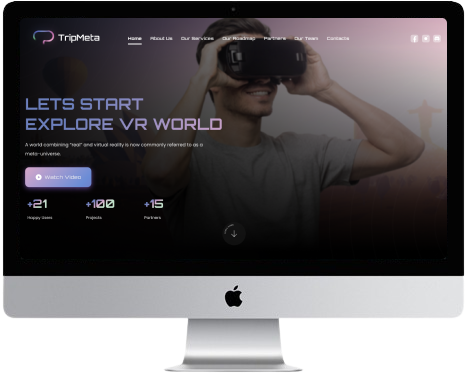 TripMeta
Home About Us Our Services Our Roadmap Partners Our Team Contacts
LETS START
EXPLORE VR WORLD
A world combining "real" and virtual reality is now commonly referred to as a
meta-universe.
Watch Video
+21 +100 +15
Happy Users Projects Partners